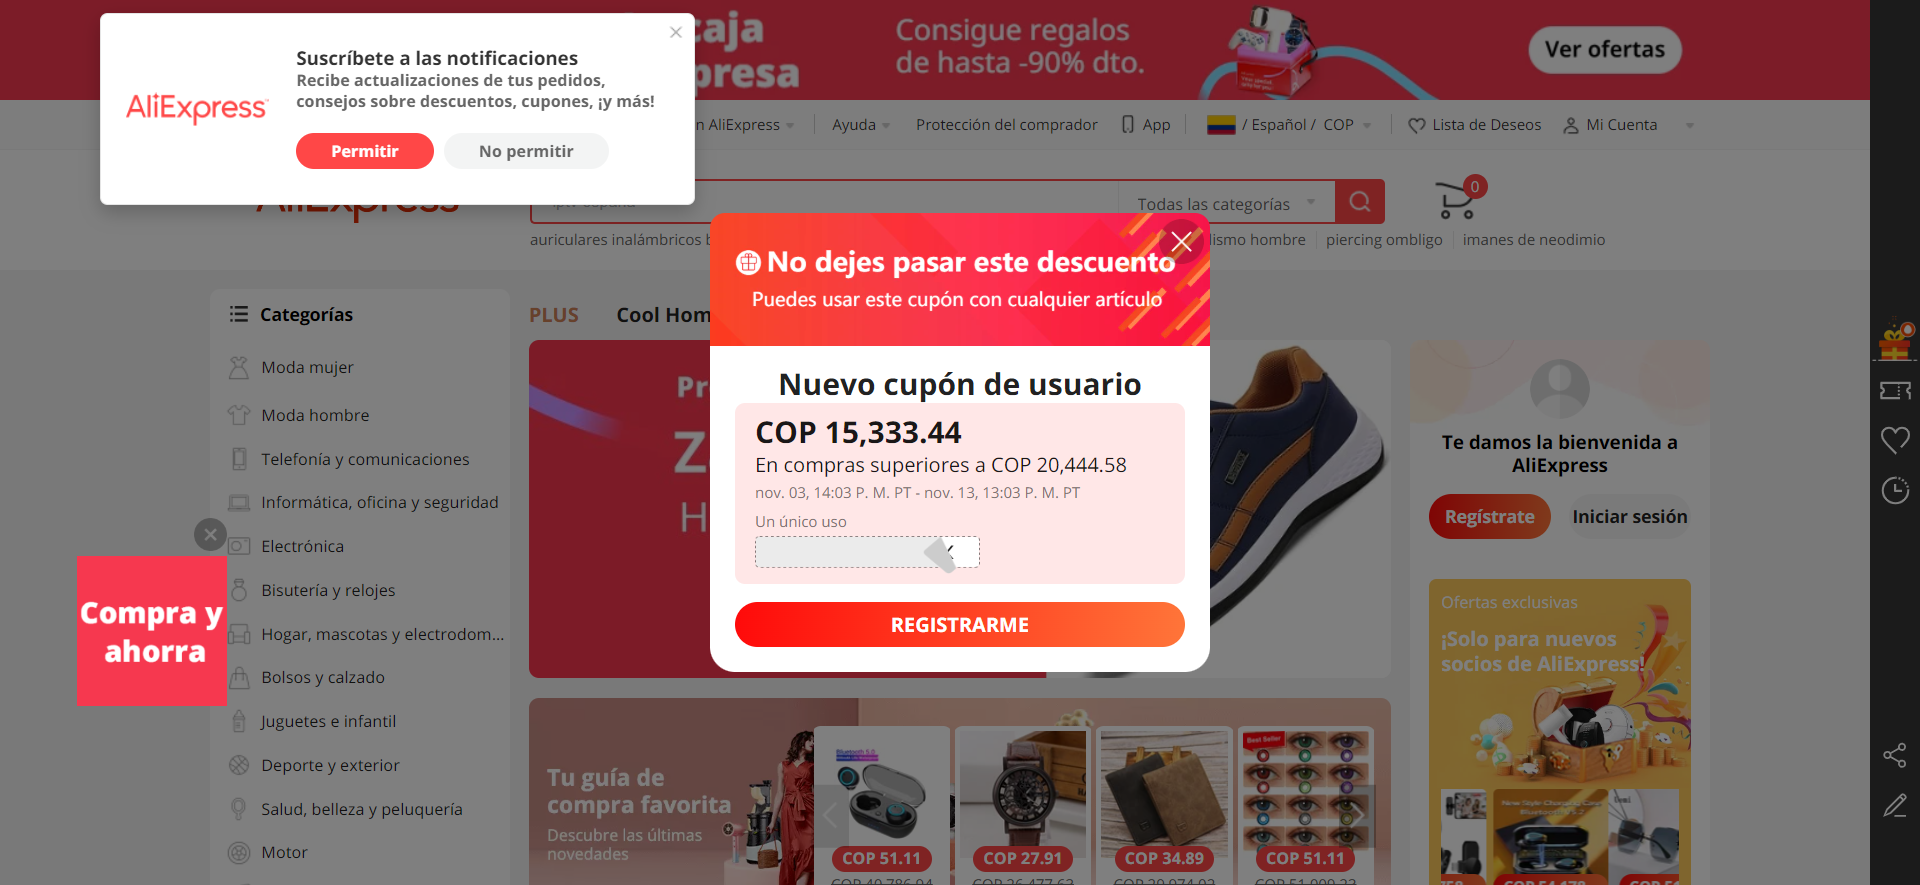 caja
presa
Consigue regalos
de hasta -90% dto.
Ver ofertas
Suscríbete a las notificaciones
Recibe actualizaciones de tus pedidos,
consejos sobre descuentos, cupones, ¡y más!
AliExpress
Permitir
No permitir
n AliExpress
Ayuda
Protección del comprador
App
/ Español / COP
Lista de Deseos
Mi Cuenta
AliExpress
Todas las categorías
0
auriculares inalámbricos b
lismo hombre
piercing ombligo
imanes de neodimio
No dejes pasar este descuento
Puedes usar este cupón con cualquier artículo
Nuevo cupón de usuario
COP 15,333.44
En compras superiores a COP 20,444.58
nov. 03, 14:03 P. M. PT - nov. 13, 13:03 P. M. PT
Un único uso
REGISTRARME
Categorías
Moda mujer
Moda hombre
Telefonía y comunicaciones
Informática, oficina y seguridad
Electrónica
Bisutería y relojes
Hogar, mascotas y electrodom...
Bolsos y calzado
Juguetes e infantil
Deporte y exterior
Salud, belleza y peluquería
Motor
Compra y
ahorra
PLUS
Cool Hom
Pr
Z
H
Te damos la bienvenida a
AliExpress
Regístrate
Iniciar sesión
Ofertas exclusivas
¡Solo para nuevos
socios de AliExpress!
Tu guía de
compra favorita
Descubre las últimas
novedades
Bluetooth 5.0
Best Seller
COP 51.11
COP 27.91
COP 34.89
COP 51.11